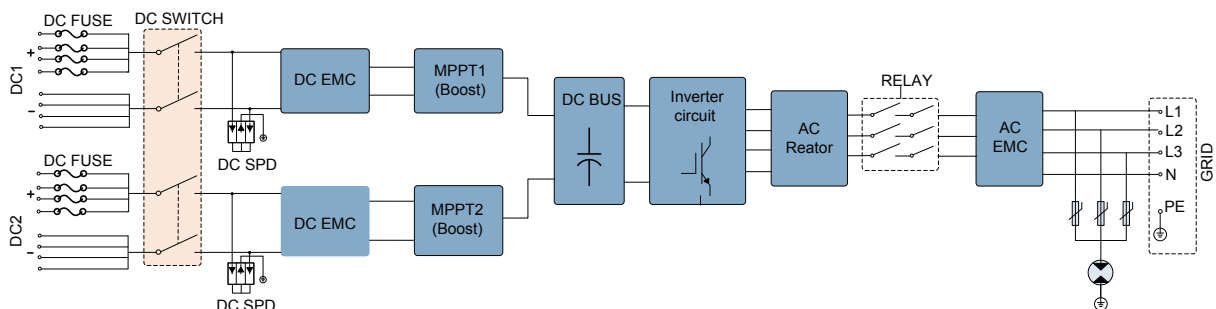 DC FUSE
DC SWITCH
DC1
+
-
DC SPD
DC EMC
MPPT1
(Boost)
DC FUSE
DC2
+
-
DC SPD
DC EMC
MPPT2
(Boost)
DC BUS
Inverter
circuit
AC
Reator
RELAY
AC
EMC
L1
L2
L3
N
PE
GRID